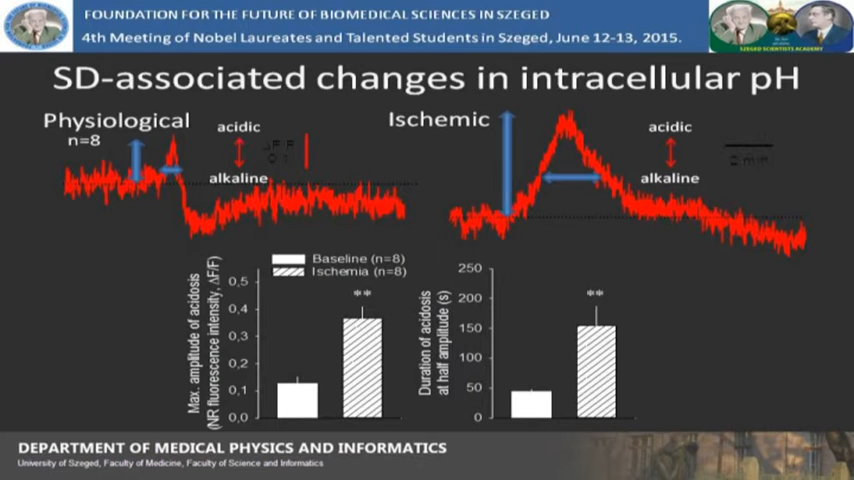 FOUNDATION FOR THE FUTURE OF BIOMEDICAL SCIENCES IN SZEGED
4th Meeting of Nobel Laureates and Talented Students in Szeged, June 12-13, 2015.
SZEGED SCIENTISTS ACADEMY
SD-associated changes in intracellular pH
Physiological
n=8
acidic
alkaline
Ischemic
acidic
alkaline
Baseline (n=8)
Ischemia (n=8)
Max. amplitude of acidosis
(NR fluorescence intensity, ΔF/F)
0,5
0,4
0,3
0,2
0,1
0,0
**
Duration of acidosis
at half amplitude (s)
250
200
150
100
50
0
**
DEPARTMENT OF MEDICAL PHYSICS AND INFORMATICS
University of Szeged, Faculty of Medicine, Faculty of Science and Informatics